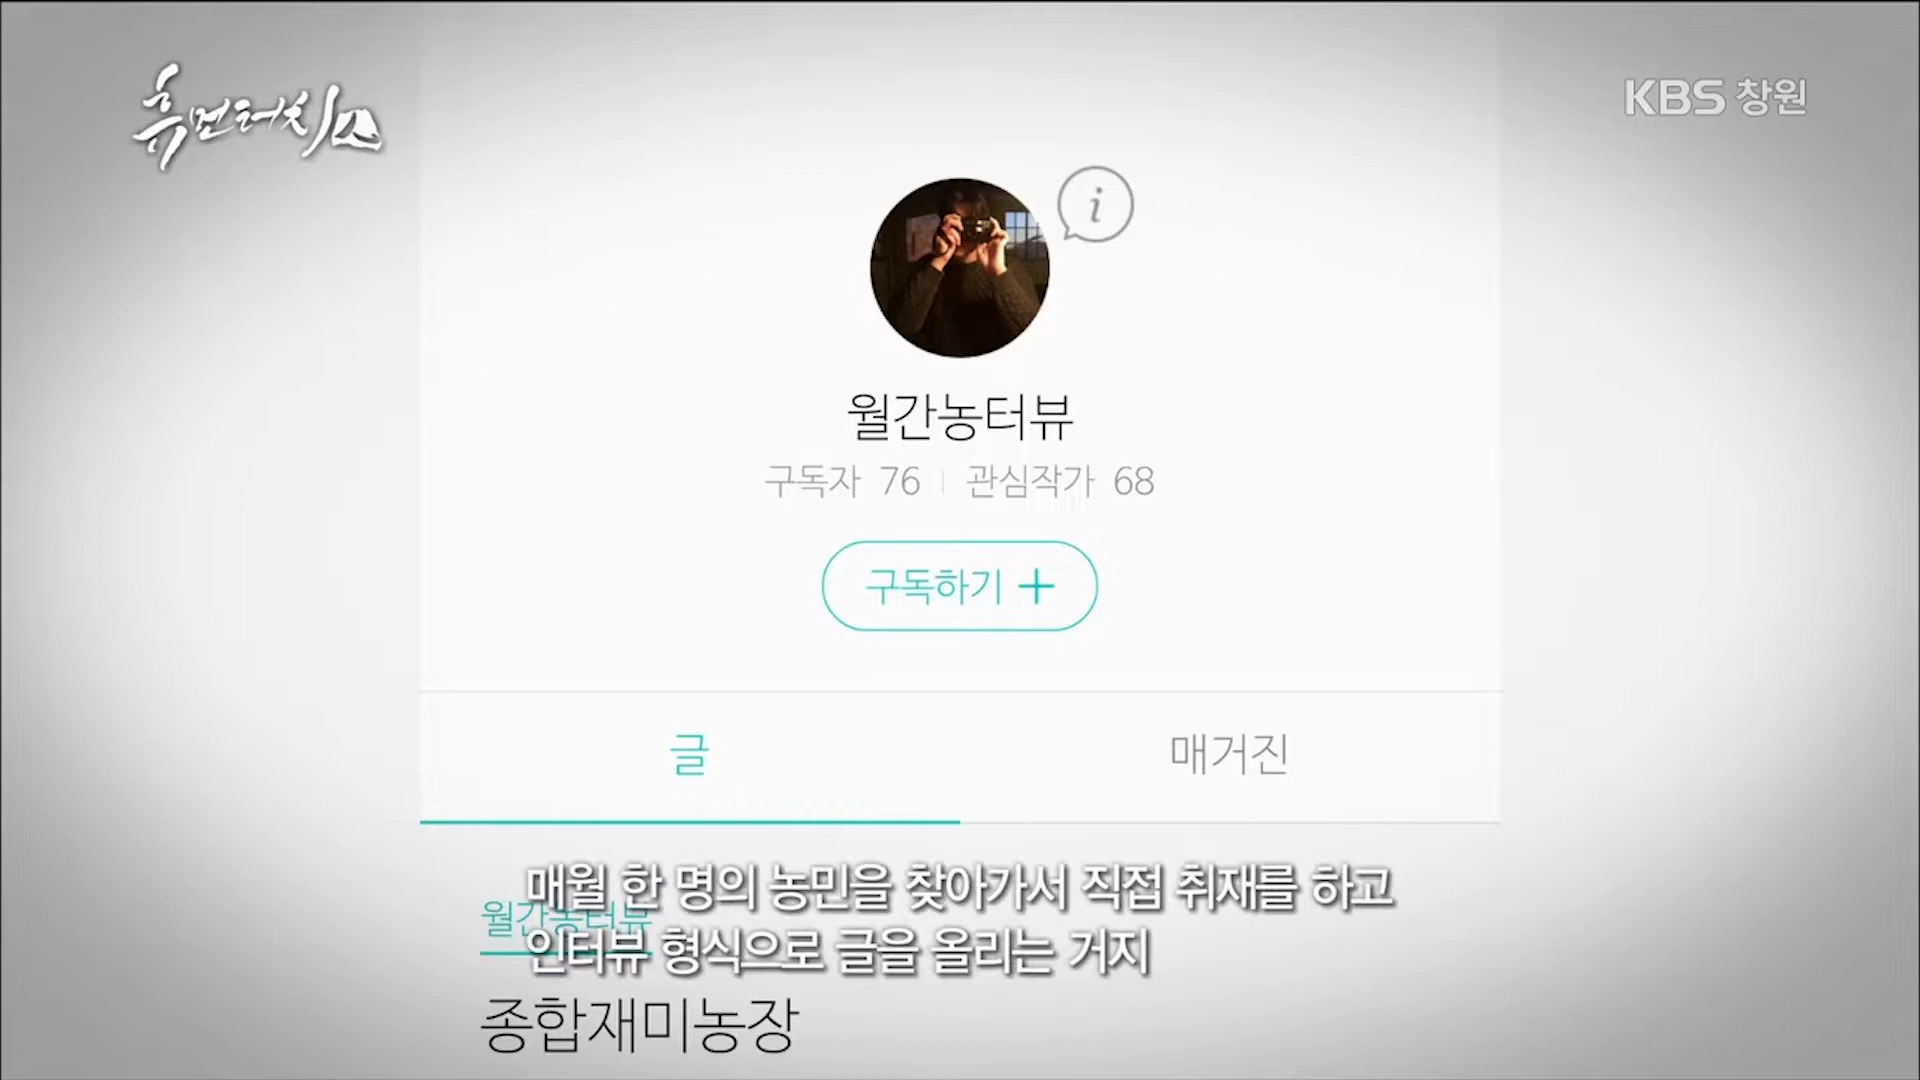 휴먼터치人
KBS 창원
i
월간농터뷰
구독자 76 | 관심작가 68
구독하기 +
글
매거진
매월 한 명의 농민을 찾아가서 직접 취재를 하고
월간농터뷰
인터뷰 형식으로 글을 올리는 거지
종합재미농장